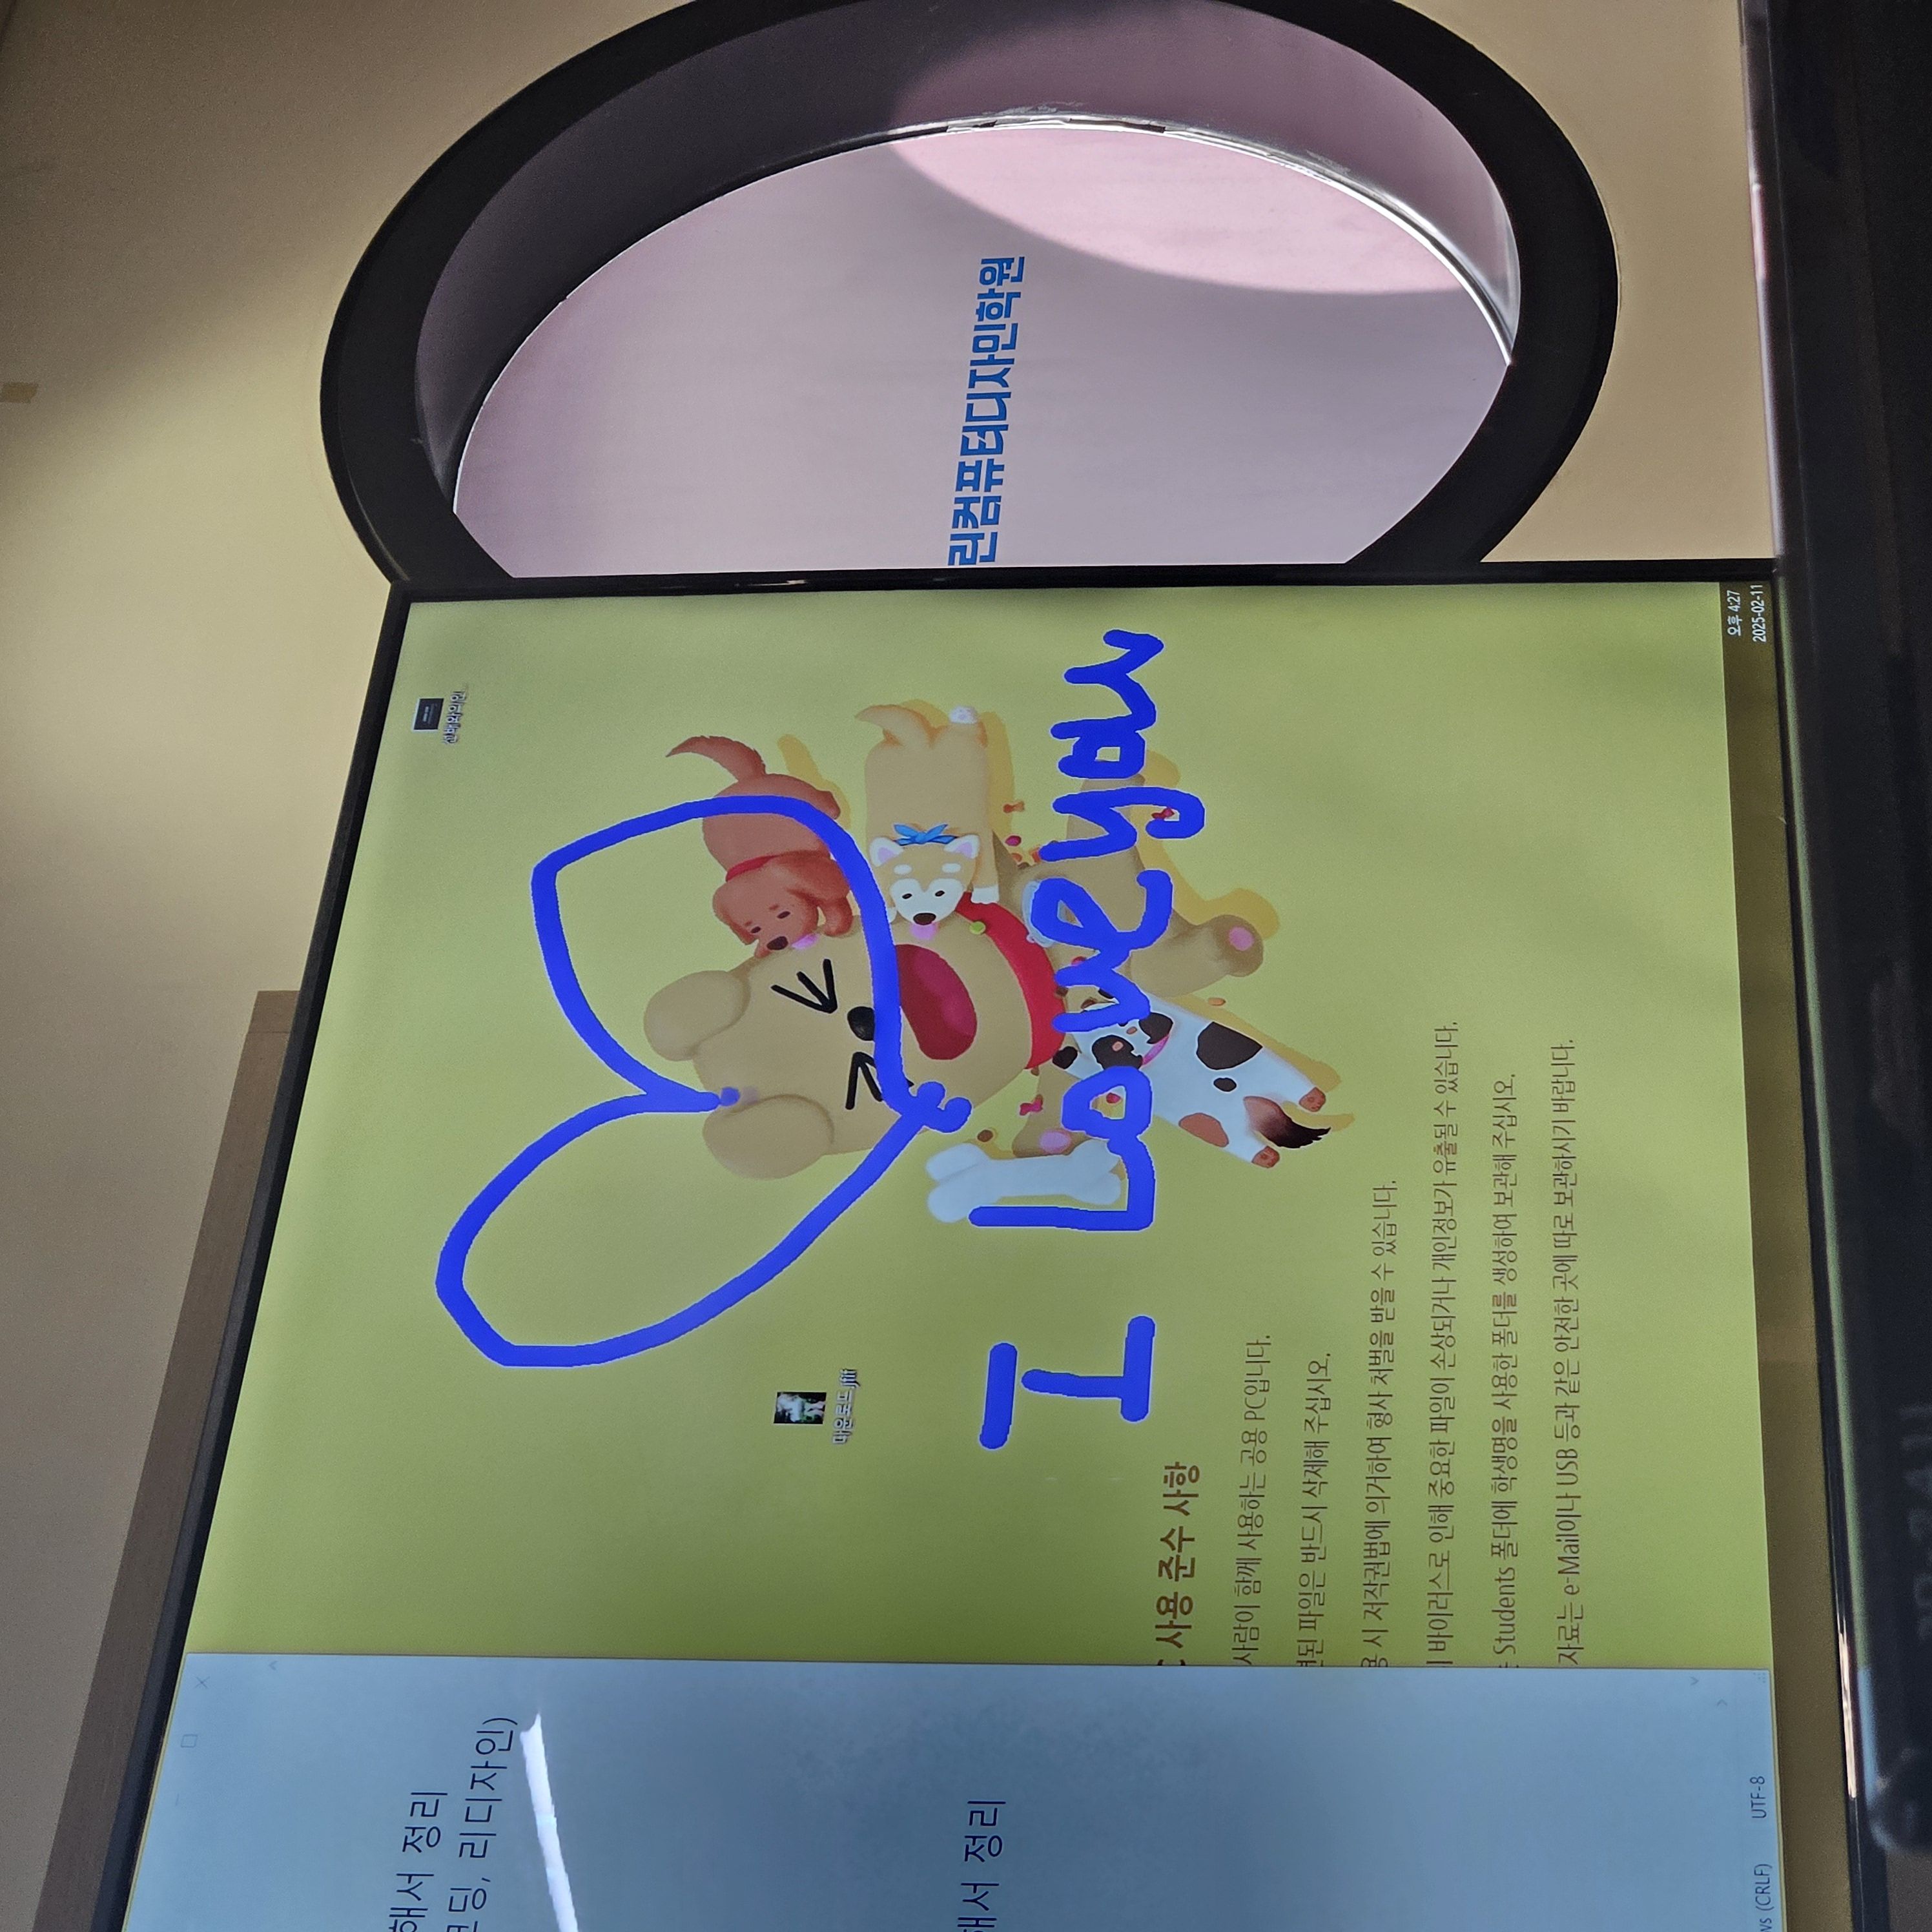 해서 정리
코딩, 리디자인)
해서 정리
선배와의인...
다운로드.jfif
I Love you
린컴퓨터디자인학원
C 사용 준수 사항
사람이 함께 사용하는 공용 PC입니다.
련된 파일은 반드시 삭제해 주십시오.
용 시 저작권법에 의거하여 형사 처벌을 받을 수 있습니다.
바이러스로 인해 중요한 파일이 손상되거나 개인정보가 유출될 수 있습니다.
Students 폴더에 학생명을 사용한 폴더를 생성하여 보관해 주십시오.
자료는 e-Mail이나 USB 등과 같은 안전한 곳에 따로 보관하시기 바랍니다.
ws (CRLF) UTF-8
오후 4:27
2025-02-11